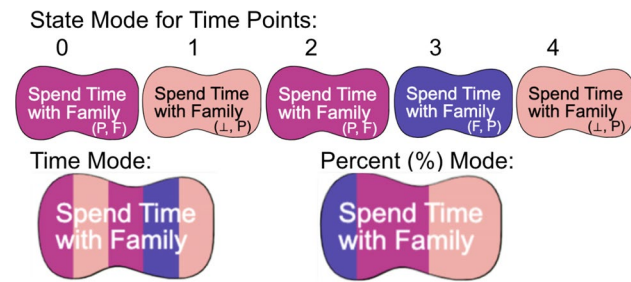 State Mode for Time Points:
0 1 2 3 4
Spend Time
with Family
(P, F)
Spend Time
with Family
(⊥, P)
Spend Time
with Family
(P, F)
Spend Time
with Family
(F, P)
Spend Time
with Family
(⊥, P)
Time Mode:
Spend Time
with Family
Percent (%) Mode:
Spend Time
with Family